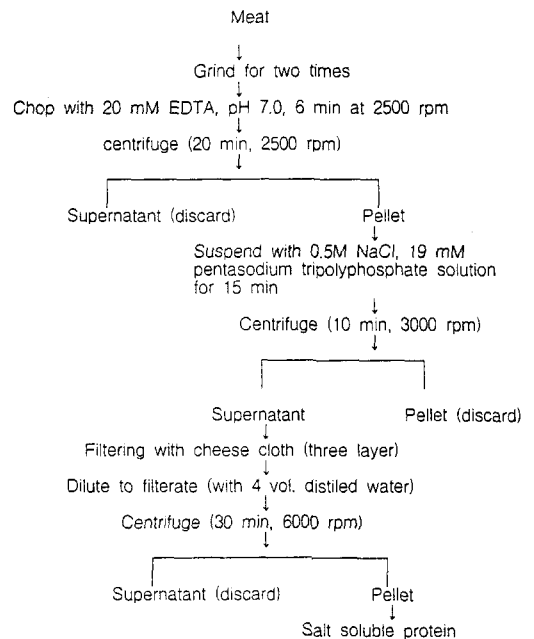 Meat
Grind for two times
Chop with 20 mM EDTA, pH 7.0, 6 min at 2500 rpm
centrifuge (20 min, 2500 rpm)
Supernatant (discard) Pellet
Suspend with 0.5M NaCl, 19 mM
pentasodium tripolyphosphate solution
for 15 min
Centrifuge (10 min, 3000 rpm)
Supernatant Pellet (discard)
Filtering with cheese cloth (three layer)
Dilute to filterate (with 4 vol. distiled water)
Centrifuge (30 min, 6000 rpm)
Supernatant (discard) Pellet
Salt soluble protein